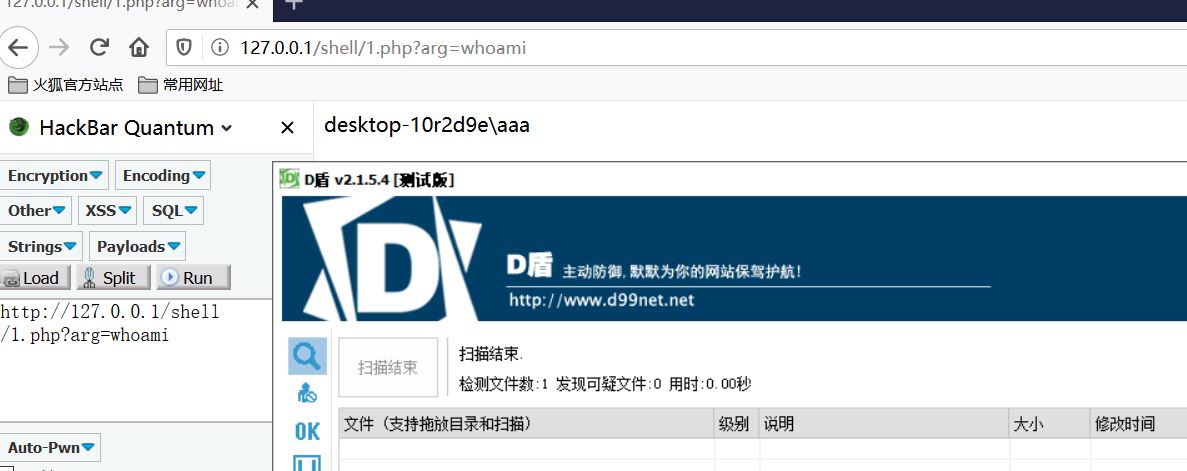 127.0.0.1/shell/1.php?arg=whoai
127.0.0.1/shell/1.php?arg=whoami
火狐官方站点 常用网址
HackBar Quantum
desktop-10r2d9e\aaa
Encryption Encoding
Other XSS SQL
Strings Payloads
Load Split Run
http://127.0.0.1/shell
/1.php?arg=whoami
Auto-Pwn
D盾 v2.1.5.4 [测试版]
D
D盾 主动防御,默默为你的网站保驾护航!
http://www.d99net.net
扫描结束
扫描结束.
检测文件数:1 发现可疑文件:0 用时:0.00秒
OK
文件（支持拖放目录和扫描） 级别 说明 大小 修改时间